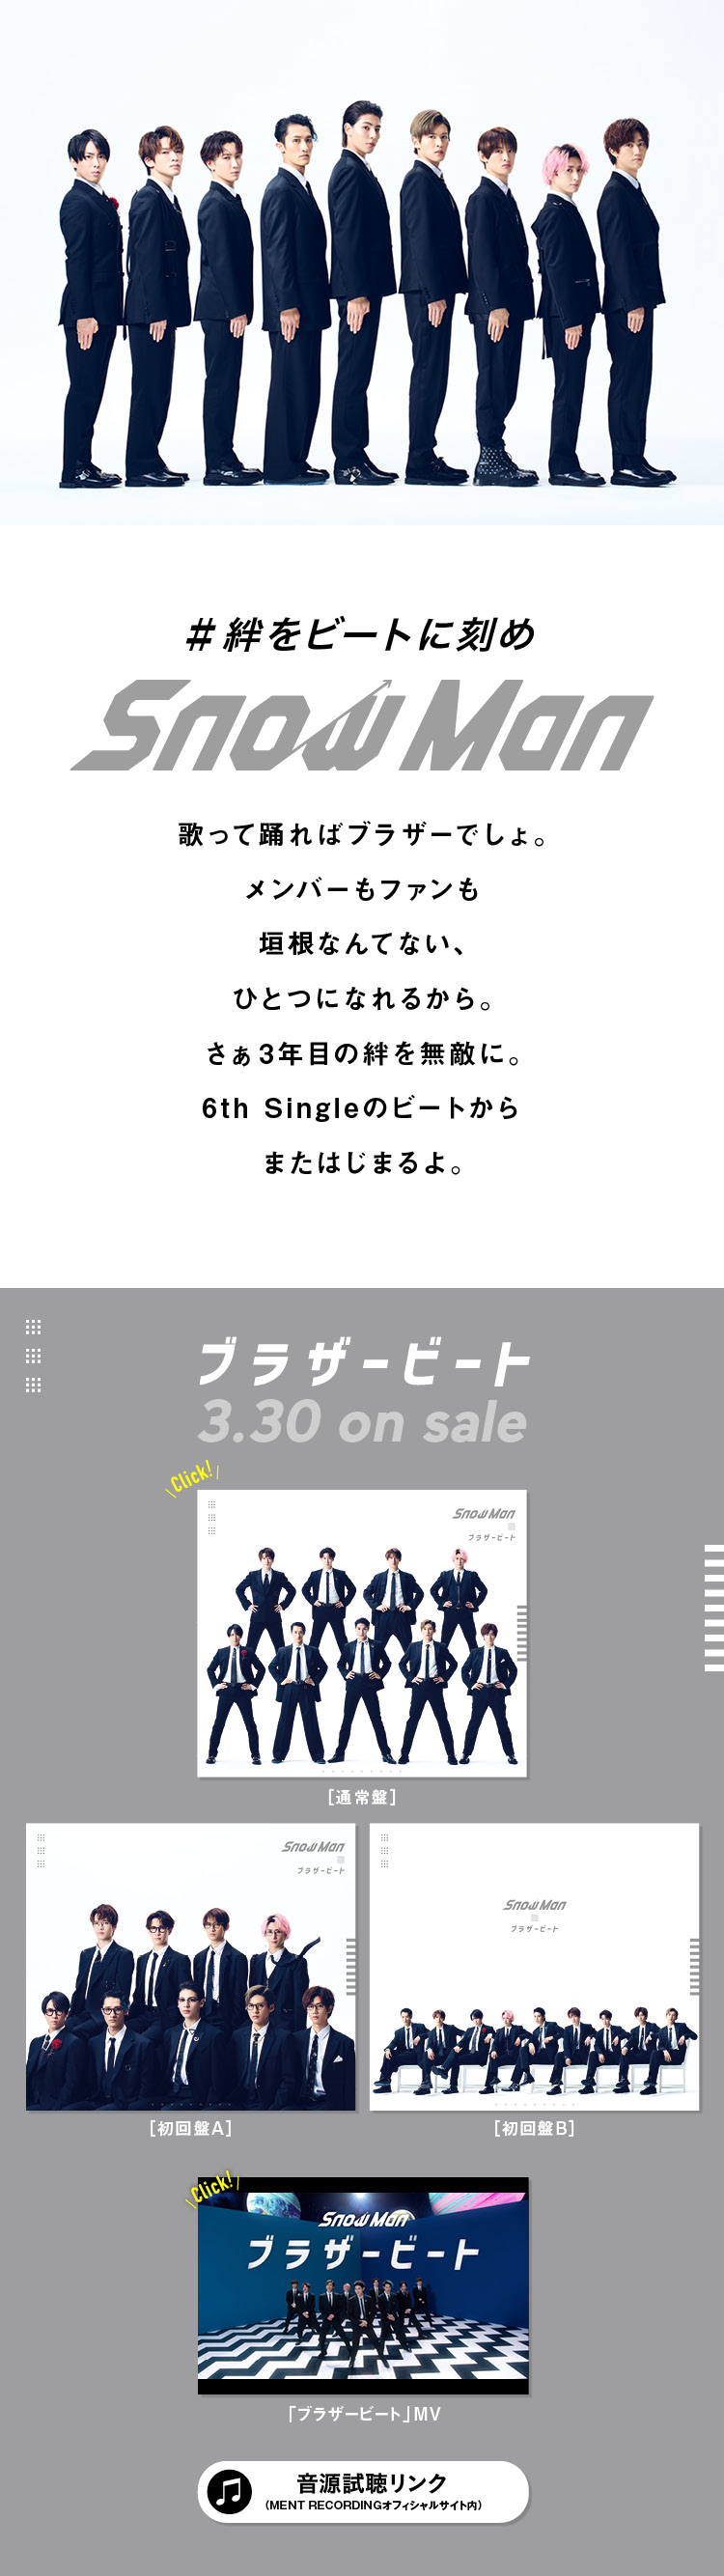 #絆をビートに刻め
Snow Man
歌って踊ればブラザーでしょ。
メンバーもファンも
垣根なんてない、
ひとつになれるから。
さぁ3年目の絆を無敵に。
6th Singleのビートから
またはじまるよ。
ブラザービート
3.30 on sale
Click!
Snow Man
ブラザービート
[通常盤]
Snow Man
ブラザービート
Snow Man
ブラザービート
[初回盤A]
[初回盤B]
Click!
Snow Man
ブラザービート
「ブラザービート」MV
音源試聴リンク
(MENT RECORDINGオフィシャルサイト内)